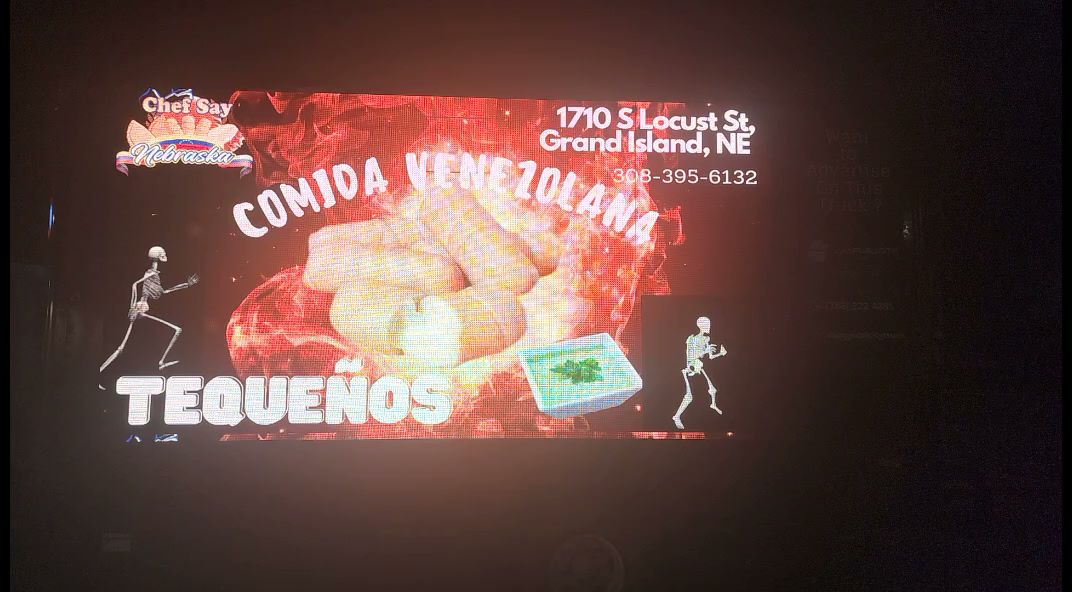 Chef Say
Nebraska
1710 S Locust St,
Grand Island, NE
308-395-6132
COMIDA VENEZOLANA
TEQUEÑOS
Want
to
Advertise
on This
Truck?